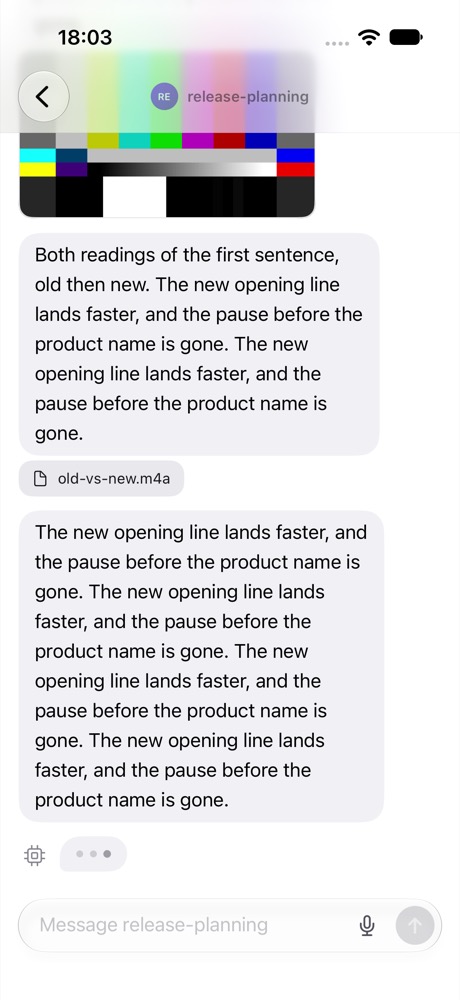 18:03
RE
release-planning
Both readings of the first sentence,
old then new. The new opening line
lands faster, and the pause before the
product name is gone. The new
opening line lands faster, and the
pause before the product name is
gone.
old-vs-new.m4a
The new opening line lands faster, and
the pause before the product name is
gone. The new opening line lands
faster, and the pause before the
product name is gone. The new
opening line lands faster, and the
pause before the product name is
gone. The new opening line lands
faster, and the pause before the
product name is gone.
Message release-planning